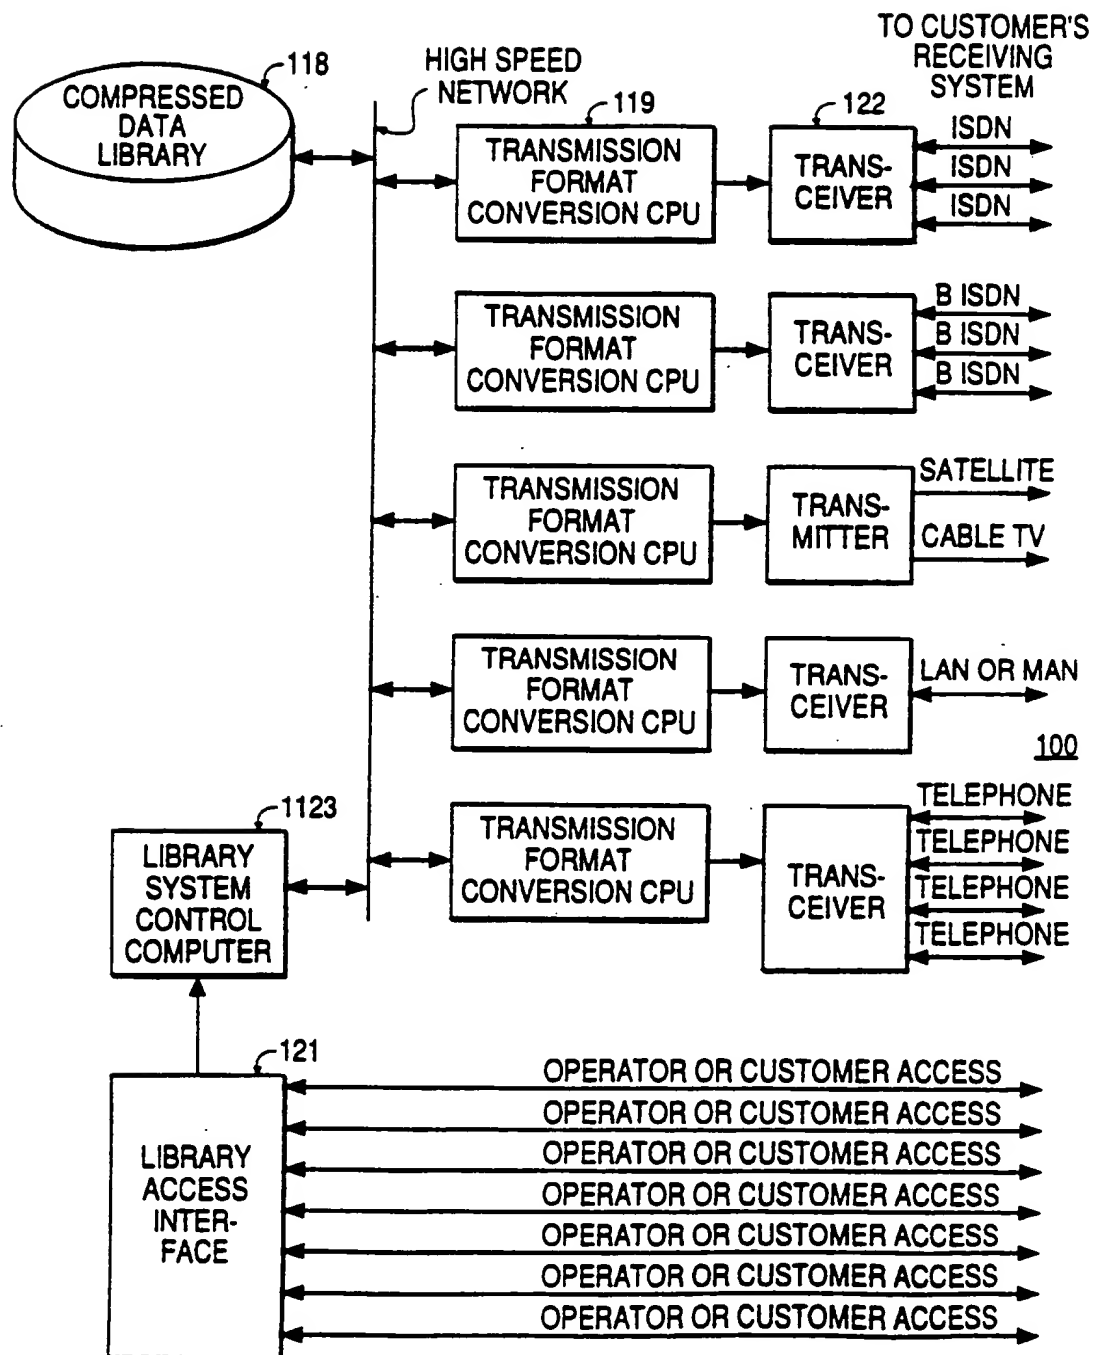 TO CUSTOMER'S
RECEIVING
SYSTEM
118
COMPRESSED
DATA
LIBRARY
HIGH SPEED
NETWORK
119
TRANSMISSION
FORMAT
CONVERSION CPU
122
TRANS-
CEIVER
ISDN
ISDN
ISDN
TRANSMISSION
FORMAT
CONVERSION CPU
TRANS-
CEIVER
B ISDN
B ISDN
B ISDN
TRANSMISSION
FORMAT
CONVERSION CPU
TRANS-
MITTER
SATELLITE
CABLE TV
TRANSMISSION
FORMAT
CONVERSION CPU
TRANS-
CEIVER
LAN OR MAN
100
1123
LIBRARY
SYSTEM
CONTROL
COMPUTER
TRANSMISSION
FORMAT
CONVERSION CPU
TRANS-
CEIVER
TELEPHONE
TELEPHONE
TELEPHONE
TELEPHONE
121
LIBRARY
ACCESS
INTER-
FACE
OPERATOR OR CUSTOMER ACCESS
OPERATOR OR CUSTOMER ACCESS
OPERATOR OR CUSTOMER ACCESS
OPERATOR OR CUSTOMER ACCESS
OPERATOR OR CUSTOMER ACCESS
OPERATOR OR CUSTOMER ACCESS
OPERATOR OR CUSTOMER ACCESS